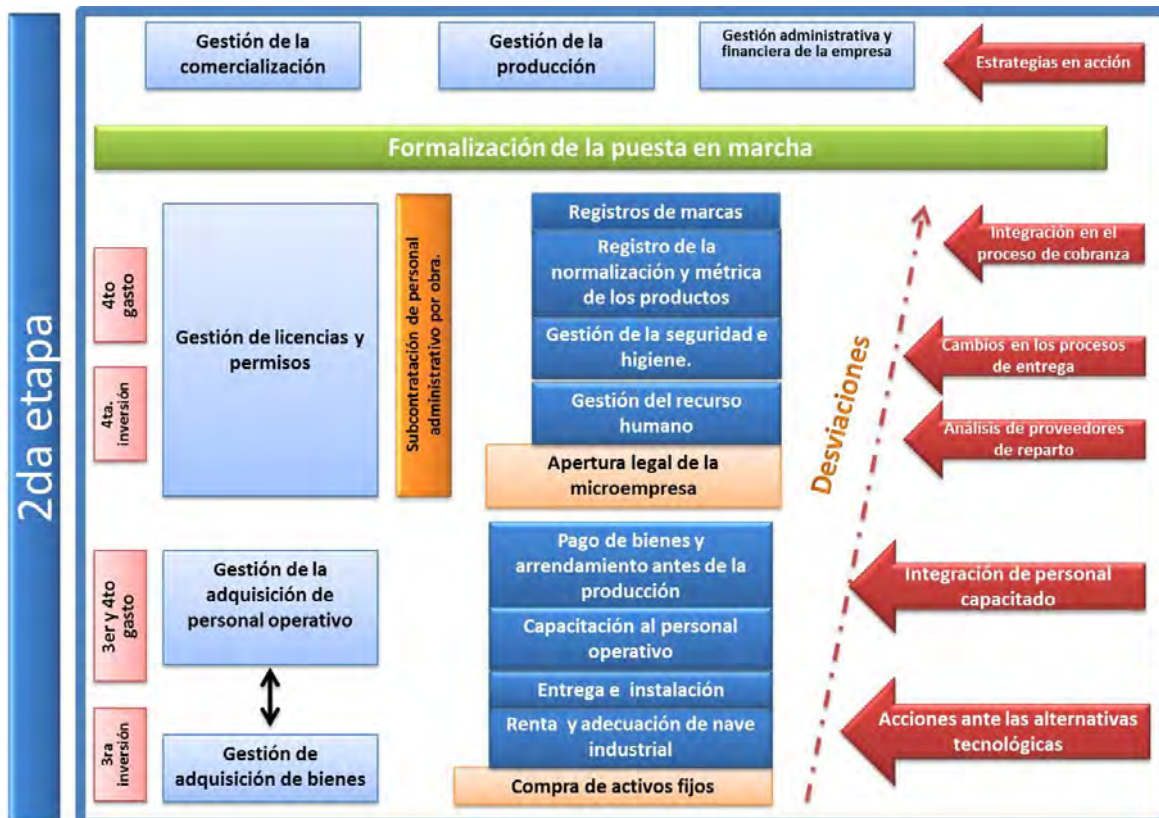 2da etapa
Gestión de la
comercialización
Gestión de la
producción
Gestión administrativa y
financiera de la empresa
Estrategias en acción
Formalización de la puesta en marcha
4to
gasto
4ta.
inversión
Gestión de licencias y
permisos
Subcontratación de personal
administrativo por obra.
Registros de marcas
Registro de la
normalización y métrica
de los productos
Gestión de la seguridad e
higiene.
Gestión del recurso
humano
Apertura legal de la
microempresa
Desviaciones
Integración en el
proceso de cobranza
Cambios en los procesos
de entrega
Análisis de proveedores
de reparto
3er y 4to
gasto
Gestión de la
adquisición de
personal operativo
Pago de bienes y
arrendamiento antes de la
producción
Capacitación al personal
operativo
Integración de personal
capacitado
3ra
inversión
Gestión de
adquisición de bienes
Entrega e instalación
Renta y adecuación de nave
industrial
Compra de activos fijos
Acciones ante las alternativas
tecnológicas